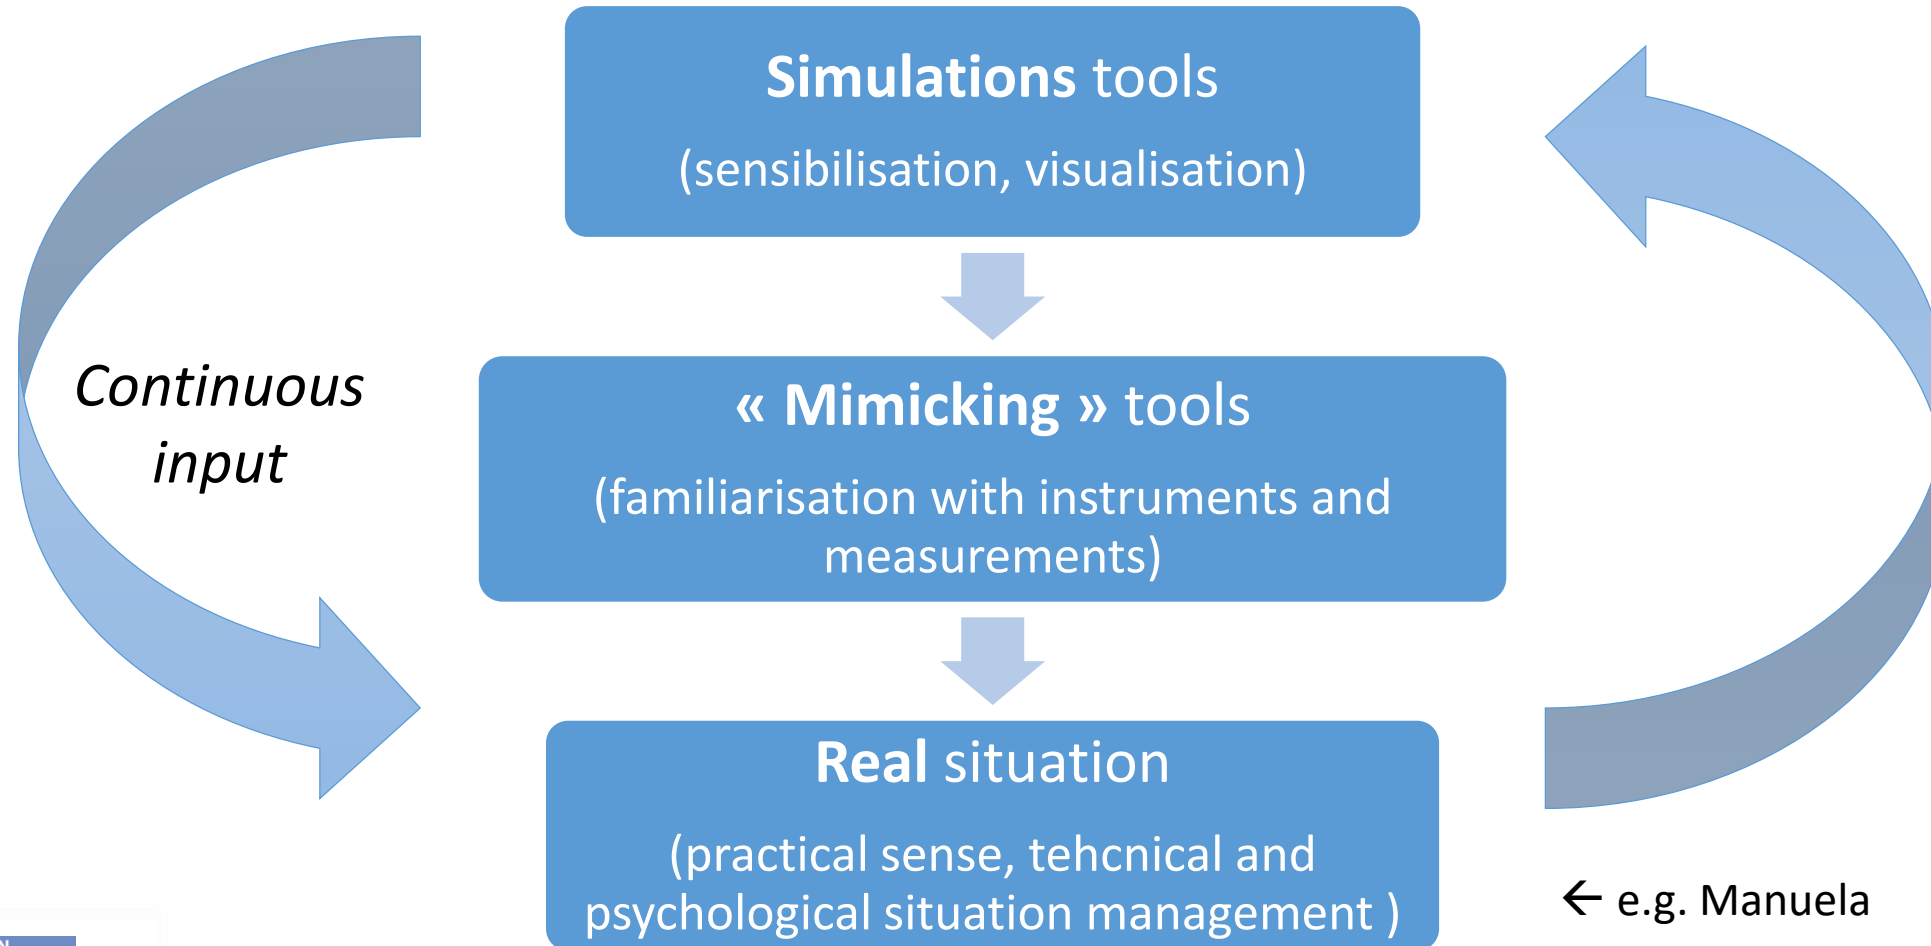 Simulations tools
(sensibilisation, visualisation)
Continuous
input
« Mimicking » tools
(familiarisation with instruments and
measurements)
Real situation
(practical sense, tehcnical and
psychological situation management )
← e.g. Manuela